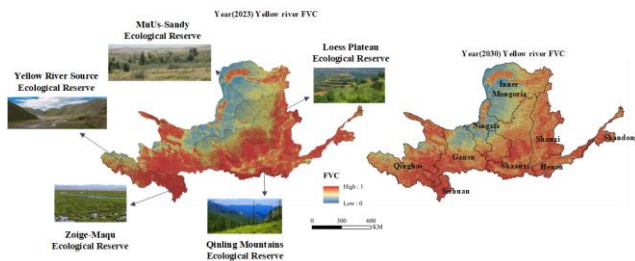 Year(2023) Yellow river FVC
MuUs-Sandy
Ecological Reserve
Loess Plateau
Ecological Reserve
Yellow River Source
Ecological Reserve
Zoige-Maqu
Ecological Reserve
Qinling Mountains
Ecological Reserve
Year(2030) Yellow river FVC
Inner
Mongoria
Ningxia
Shanxi
Shandong
Gansu
Qinghai
Shaanxi
Henan
Sichuan
FVC
High : 1
Low : 0
0 300 600
KM